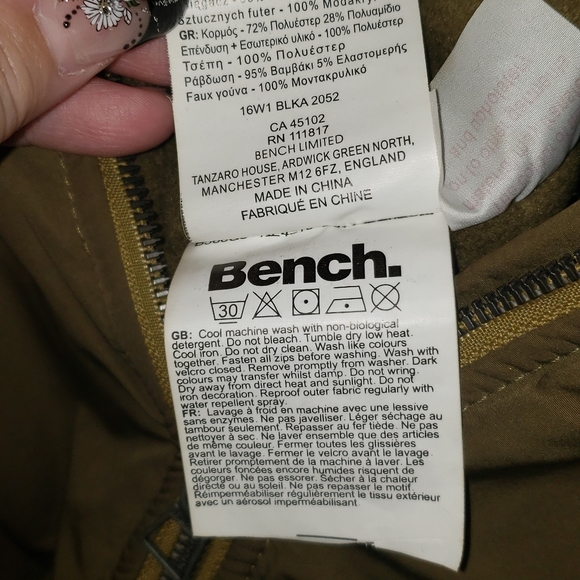 sztucznych futer - 100% Modakryl.
GR: Κορμός - 72% Πολυέστερ 28% Πολυαμίδιο
Επένδυση + Εσωτερικό υλικό - 100% Πολυέστερ
Τσέπη - 100% Πολυέστερ
Ράβδωση - 95% Βαμβάκι 5% Ελαστομερής
Faux γούνα - 100% Μοντακρυλικό
16W1 BLKA 2052
CA 45102
RN 111817
BENCH LIMITED
TANZARO HOUSE, ARDWICK GREEN NORTH,
MANCHESTER M12 6FZ, ENGLAND
MADE IN CHINA
FABRIQUÉ EN CHINE
Bench.
30
GB: Cool machine wash with non-biological
detergent. Do not bleach. Tumble dry low heat.
Cool iron. Do not dry clean. Wash like colours
together. Fasten all zips before washing. Wash with
velcro closed. Remove promptly from washer. Dark
colours may transfer whilst damp. Do not wring.
Dry away from direct heat and sunlight. Do not
iron decoration. Reproof outer fabric regularly with
water repellent spray.
FR: Lavage à froid en machine avec une lessive
sans enzymes. Ne pas javelliser. Léger séchage au
tambour seulement. Repasser au fer tiède. Ne pas
nettoyer à sec. Ne laver ensemble que des articles
de même couleur. Fermer toutes les glissières
avant le lavage. Fermer le velcro avant le lavage.
Retirer promptement de la machine à laver. Les
couleurs foncées encore humides risquent de
dégorger. Ne pas essorer. Sécher à la chaleur
directe ou au soleil. Ne pas repasser le motif.
Réimperméabiliser régulièrement le tissu extérieur
avec un aérosol imperméabilisant.